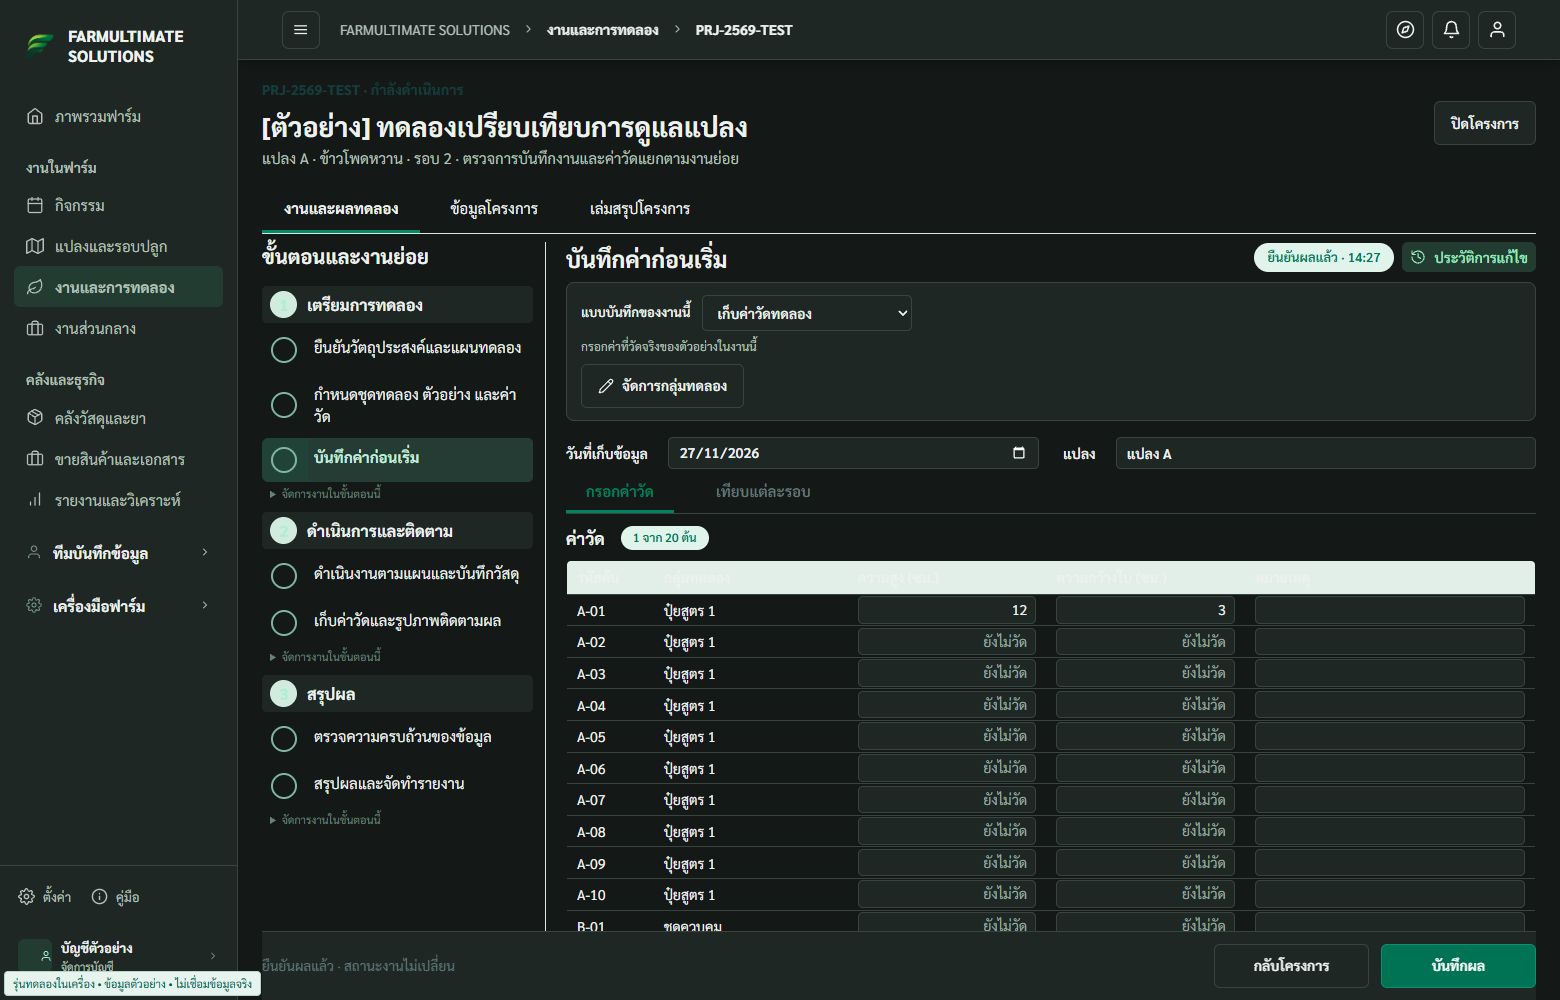 FARMULTIMATE
SOLUTIONS
ภาพรวมฟาร์ม
งานในฟาร์ม
กิจกรรม
แปลงและรอบปลูก
งานและการทดลอง
งานส่วนกลาง
คลังและธุรกิจ
คลังวัสดุและยา
ขายสินค้าและเอกสาร
รายงานและวิเคราะห์
ทีมบันทึกข้อมูล
เครื่องมือฟาร์ม
ตั้งค่า
คู่มือ
บัญชีตัวอย่าง
จัดการบัญชี
รุ่นทดลองในเครื่อง • ข้อมูลตัวอย่าง • ไม่เชื่อมข้อมูลจริง
FARMULTIMATE SOLUTIONS > งานและการทดลอง > PRJ-2569-TEST
PRJ-2569-TEST · กำลังดำเนินการ
[ตัวอย่าง] ทดลองเปรียบเทียบการดูแลแปลง
แปลง A · ข้าวโพดหวาน · รอบ 2 · ตรวจการบันทึกงานและค่าวัดแยกตามงานย่อย
ปิดโครงการ
งานและผลทดลอง
ข้อมูลโครงการ
เล่มสรุปโครงการ
ขั้นตอนและงานย่อย
1 เตรียมการทดลอง
ยืนยันวัตถุประสงค์และแผนทดลอง
กำหนดชุดทดลอง ตัวอย่าง และค่า
วัด
บันทึกค่าก่อนเริ่ม
จัดการงานในขั้นตอนนี้
2 ดำเนินการและติดตาม
ดำเนินงานตามแผนและบันทึกวัสดุ
เก็บค่าวัดและรูปภาพติดตามผล
จัดการงานในขั้นตอนนี้
3 สรุปผล
ตรวจความครบถ้วนของข้อมูล
สรุปผลและจัดทำรายงาน
จัดการงานในขั้นตอนนี้
บันทึกค่าก่อนเริ่ม
ยืนยันผลแล้ว · 14:27
ประวัติการแก้ไข
แบบบันทึกของงานนี้ เก็บค่าวัดทดลอง
กรอกค่าที่วัดจริงของตัวอย่างในงานนี้
จัดการกลุ่มทดลอง
วันที่เก็บข้อมูล 27/11/2026 แปลง แปลง A
กรอกค่าวัด
เทียบแต่ละรอบ
ค่าวัด 1 จาก 20 ต้น
รหัสต้น กลุ่มทดลอง ความสูง (ซม.) ความกว้างใบ (ซม.) หมายเหตุ
A-01 ปุ๋ยสูตร 1 12 3
A-02 ปุ๋ยสูตร 1 ยังไม่วัด ยังไม่วัด
A-03 ปุ๋ยสูตร 1 ยังไม่วัด ยังไม่วัด
A-04 ปุ๋ยสูตร 1 ยังไม่วัด ยังไม่วัด
A-05 ปุ๋ยสูตร 1 ยังไม่วัด ยังไม่วัด
A-06 ปุ๋ยสูตร 1 ยังไม่วัด ยังไม่วัด
A-07 ปุ๋ยสูตร 1 ยังไม่วัด ยังไม่วัด
A-08 ปุ๋ยสูตร 1 ยังไม่วัด ยังไม่วัด
A-09 ปุ๋ยสูตร 1 ยังไม่วัด ยังไม่วัด
A-10 ปุ๋ยสูตร 1 ยังไม่วัด ยังไม่วัด
B-01 ชุดควบคุม ยังไม่วัด ยังไม่วัด
ยืนยันผลแล้ว · สถานะงานไม่เปลี่ยน
กลับโครงการ
บันทึกผล